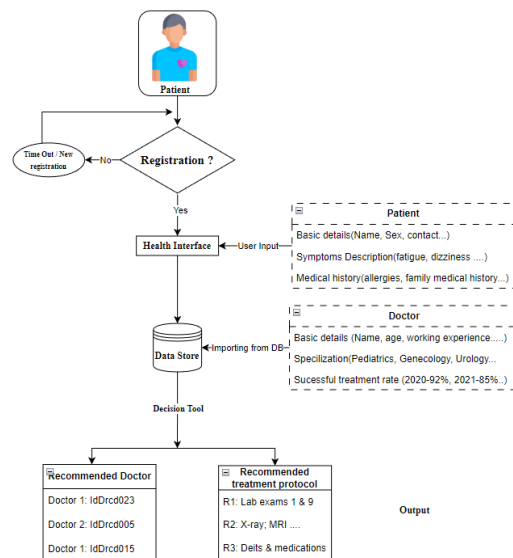 Patient
Registration ?
No
Time Out / New
registration
Yes
Health Interface
User Input
Patient
Basic details(Name, Sex, contact...)
Symptoms Description(fatigue, dizziness ....)
Medical history(allergies, family medical history...)
Doctor
Basic details (Name, age, working experience.....)
Specilization(Pediatrics, Genecology, Urology...
Sucessful treatment rate (2020-92%, 2021-85%..)
Importing from DB
Data Store
Decision Tool
Recommended Doctor
Doctor 1: IdDrcd023
Doctor 2: IdDrcd005
Doctor 1: IdDrcd015
Recommended
treatment protocol
R1: Lab exams 1 & 9
R2: X-ray; MRI ....
R3: Deits & medications
Output